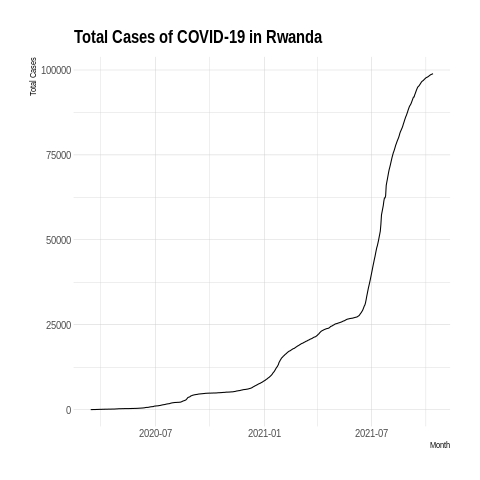 Total Cases of COVID-19 in Rwanda
Total Cases
100000
75000
50000
25000
0
2020-07
2021-01
2021-07
Month